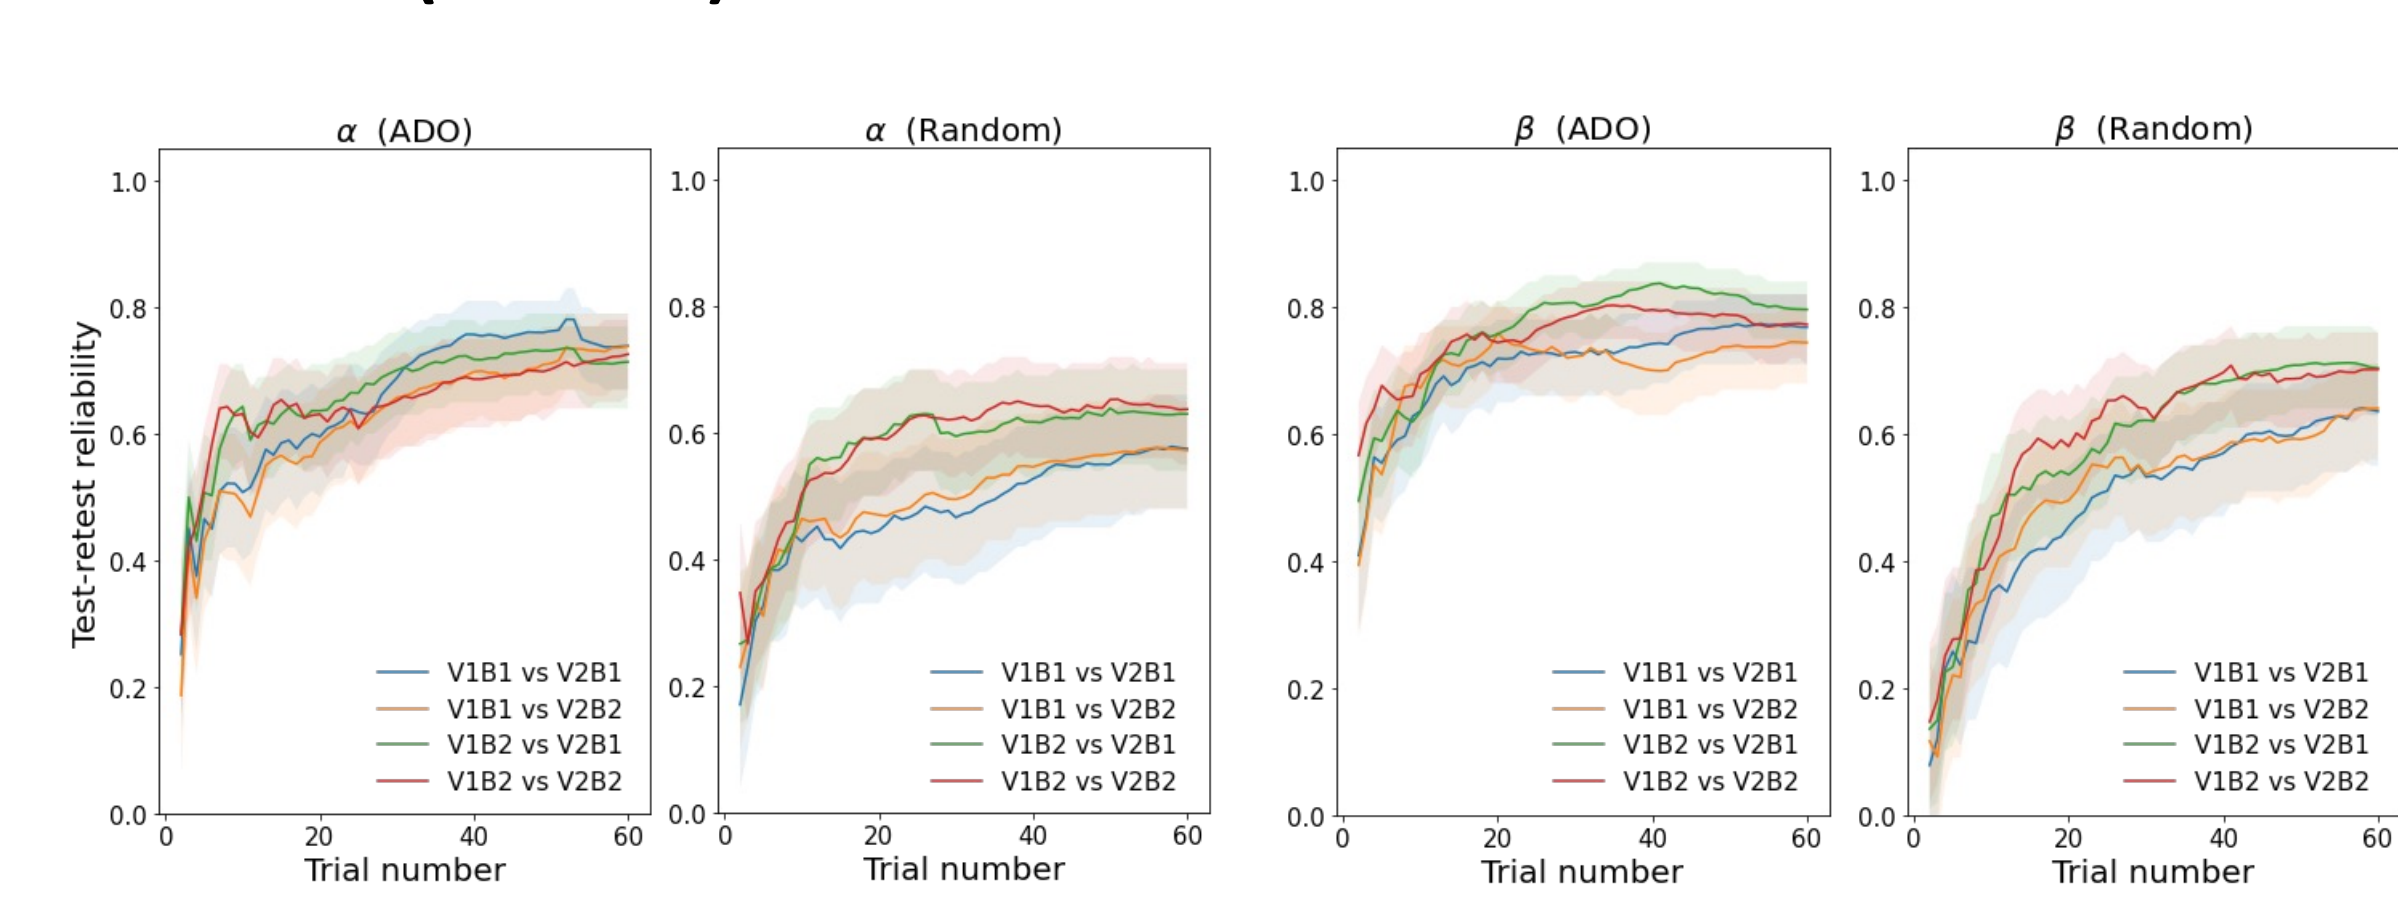 α (ADO)
1.0
0.8
0.6
0.4
0.2
0.0
Test-retest reliability
V1B1 vs V2B1
V1B1 vs V2B2
V1B2 vs V2B1
V1B2 vs V2B2
0 20 40 60
Trial number
α (Random)
1.0
0.8
0.6
0.4
0.2
0.0
V1B1 vs V2B1
V1B1 vs V2B2
V1B2 vs V2B1
V1B2 vs V2B2
0 20 40 60
Trial number
β (ADO)
1.0
0.8
0.6
0.4
0.2
0.0
V1B1 vs V2B1
V1B1 vs V2B2
V1B2 vs V2B1
V1B2 vs V2B2
0 20 40 60
Trial number
β (Random)
1.0
0.8
0.6
0.4
0.2
0.0
V1B1 vs V2B1
V1B1 vs V2B2
V1B2 vs V2B1
V1B2 vs V2B2
0 20 40 60
Trial number